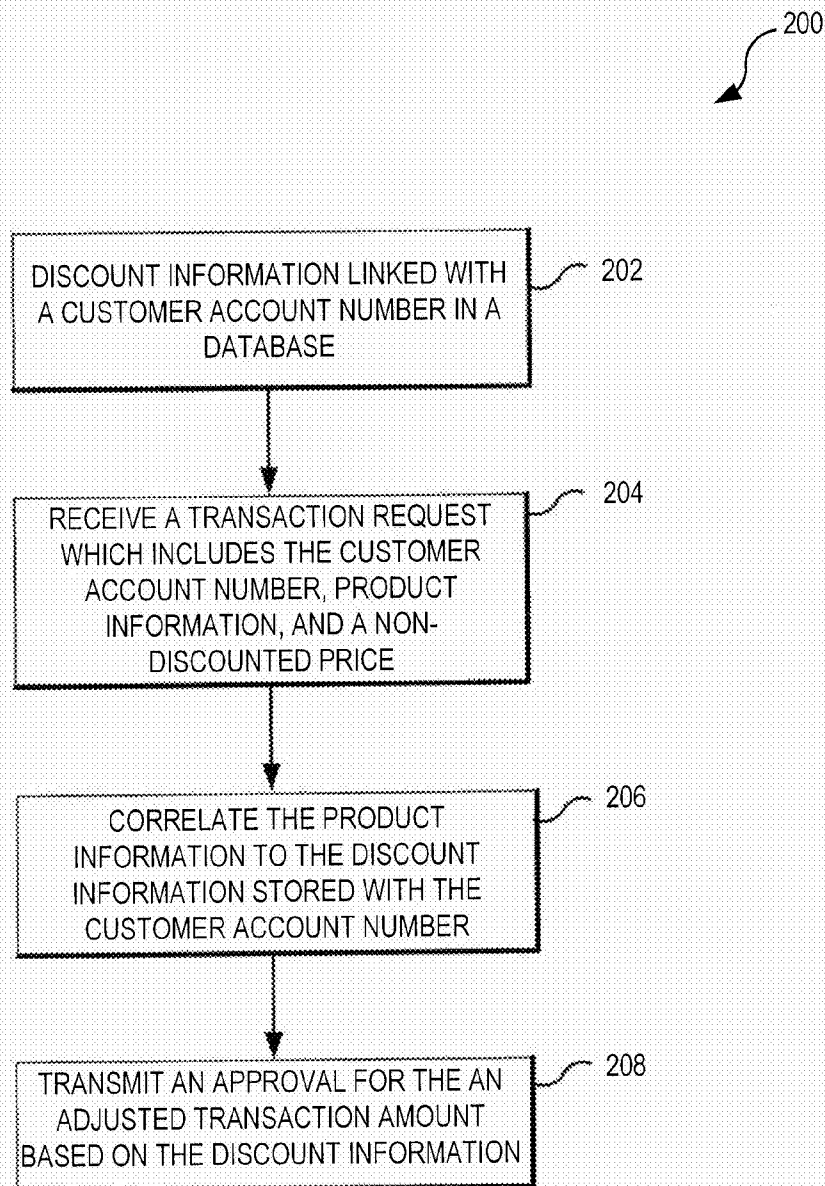 200
DISCOUNT INFORMATION LINKED WITH
A CUSTOMER ACCOUNT NUMBER IN A
DATABASE
202
RECEIVE A TRANSACTION REQUEST
WHICH INCLUDES THE CUSTOMER
ACCOUNT NUMBER, PRODUCT
INFORMATION, AND A NON-
DISCOUNTED PRICE
204
CORRELATE THE PRODUCT
INFORMATION TO THE DISCOUNT
INFORMATION STORED WITH THE
CUSTOMER ACCOUNT NUMBER
206
TRANSMIT AN APPROVAL FOR THE AN
ADJUSTED TRANSACTION AMOUNT
BASED ON THE DISCOUNT INFORMATION
208